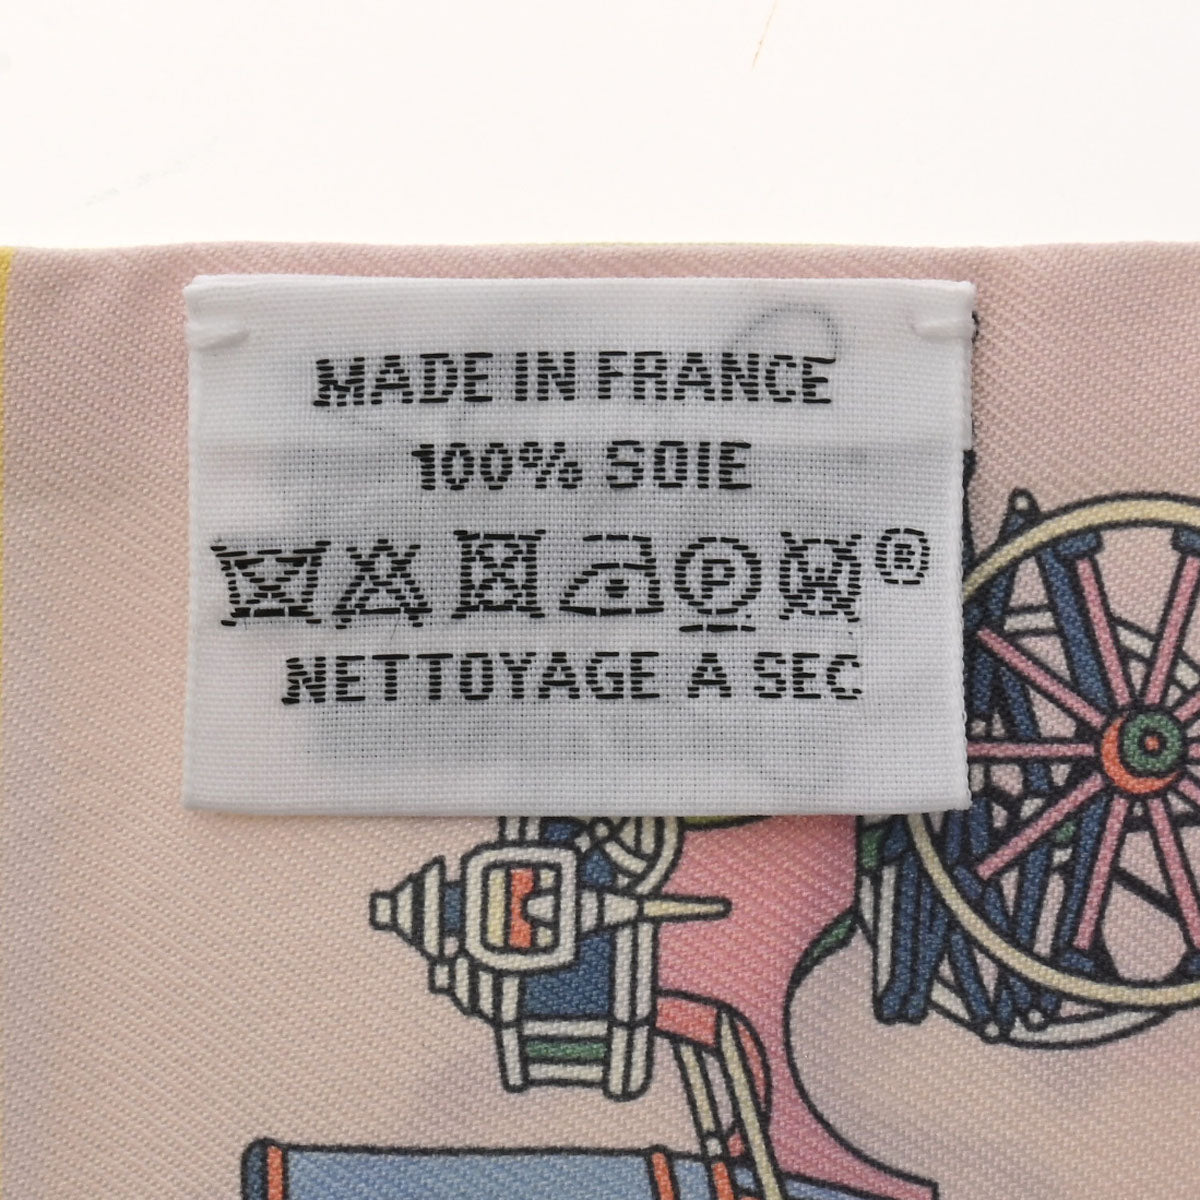 MADE IN FRANCE
100% SOIE
P W ®
NETTOYAGE A SEC